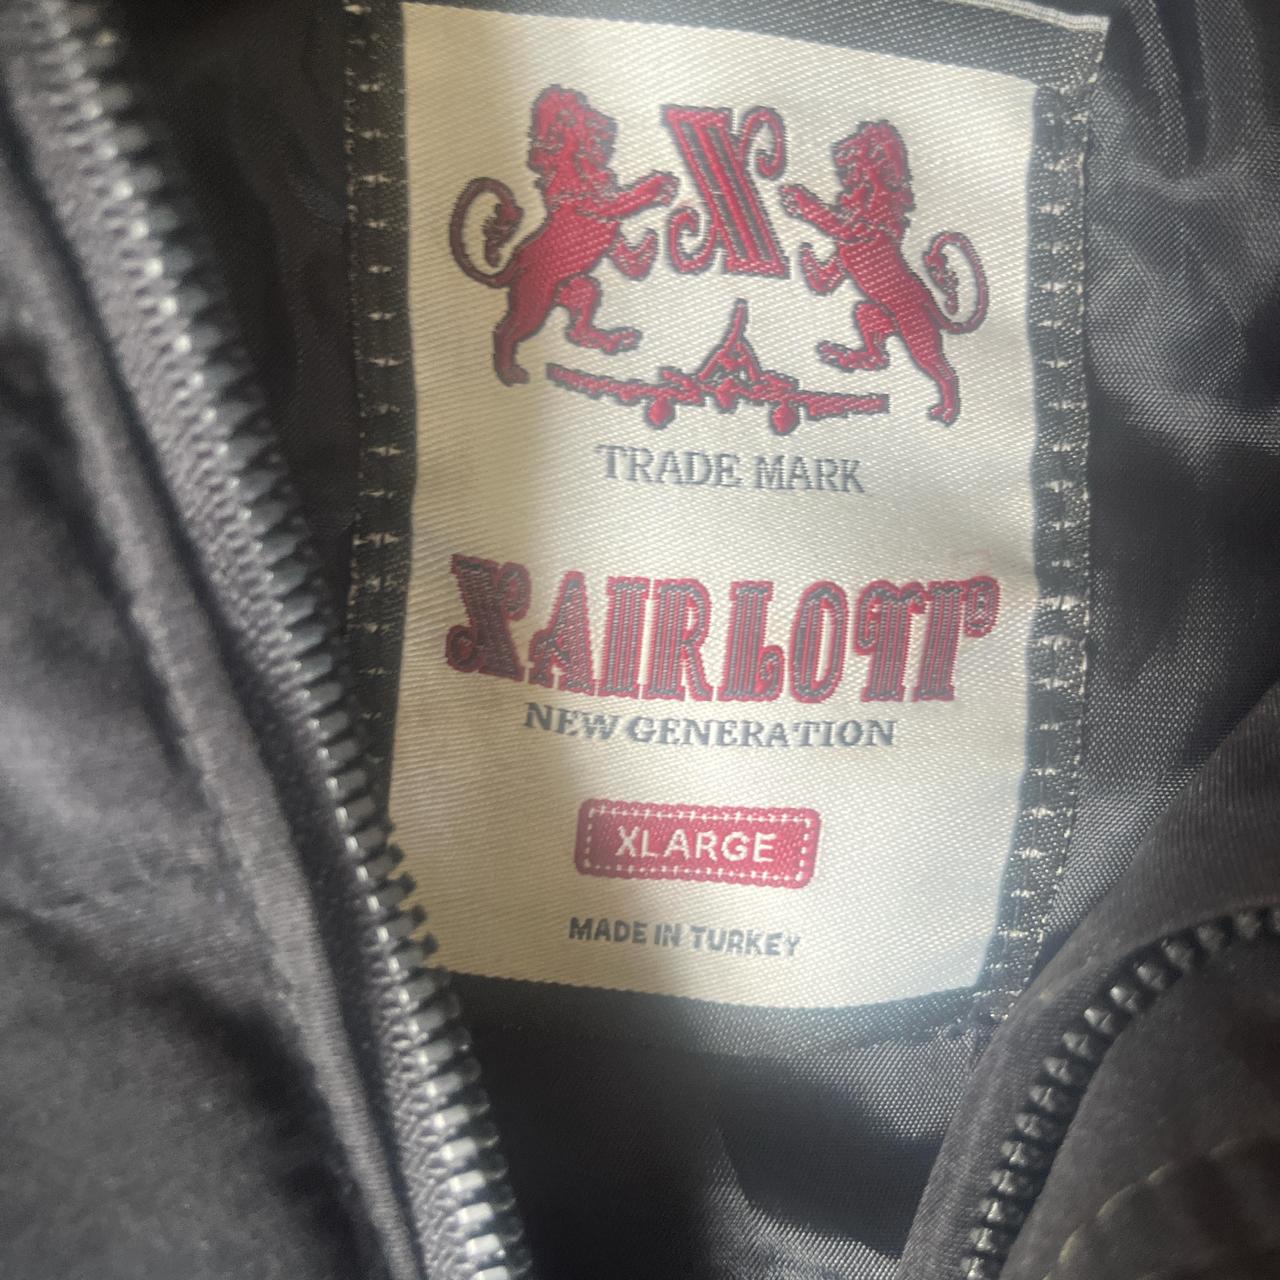 X
TRADE MARK
XAIRLOTT
NEW GENERATION
XLARGE
MADE IN TURKEY